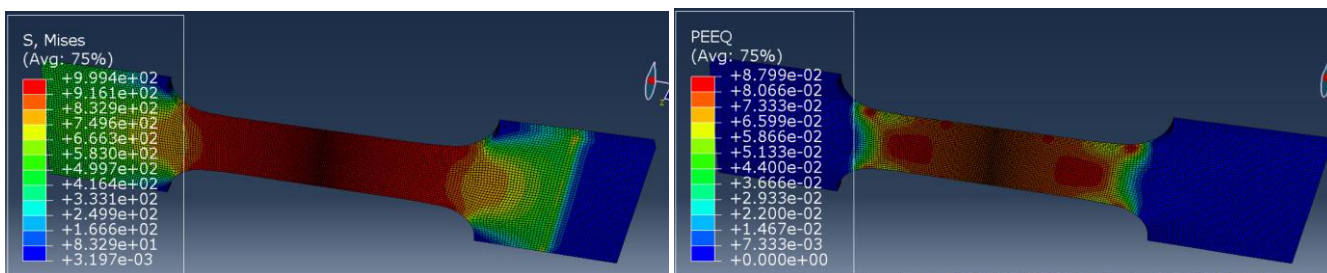 S, Mises
(Avg: 75%)
+9.994e+02
+9.161e+02
+8.329e+02
+7.496e+02
+6.663e+02
+5.830e+02
+4.997e+02
+4.164e+02
+3.331e+02
+2.499e+02
+1.666e+02
+8.329e+01
+3.197e-03
PEEQ
(Avg: 75%)
+8.799e-02
+8.066e-02
+7.333e-02
+6.599e-02
+5.866e-02
+5.133e-02
+4.400e-02
+3.666e-02
+2.933e-02
+2.200e-02
+1.467e-02
+7.333e-03
+0.000e+00